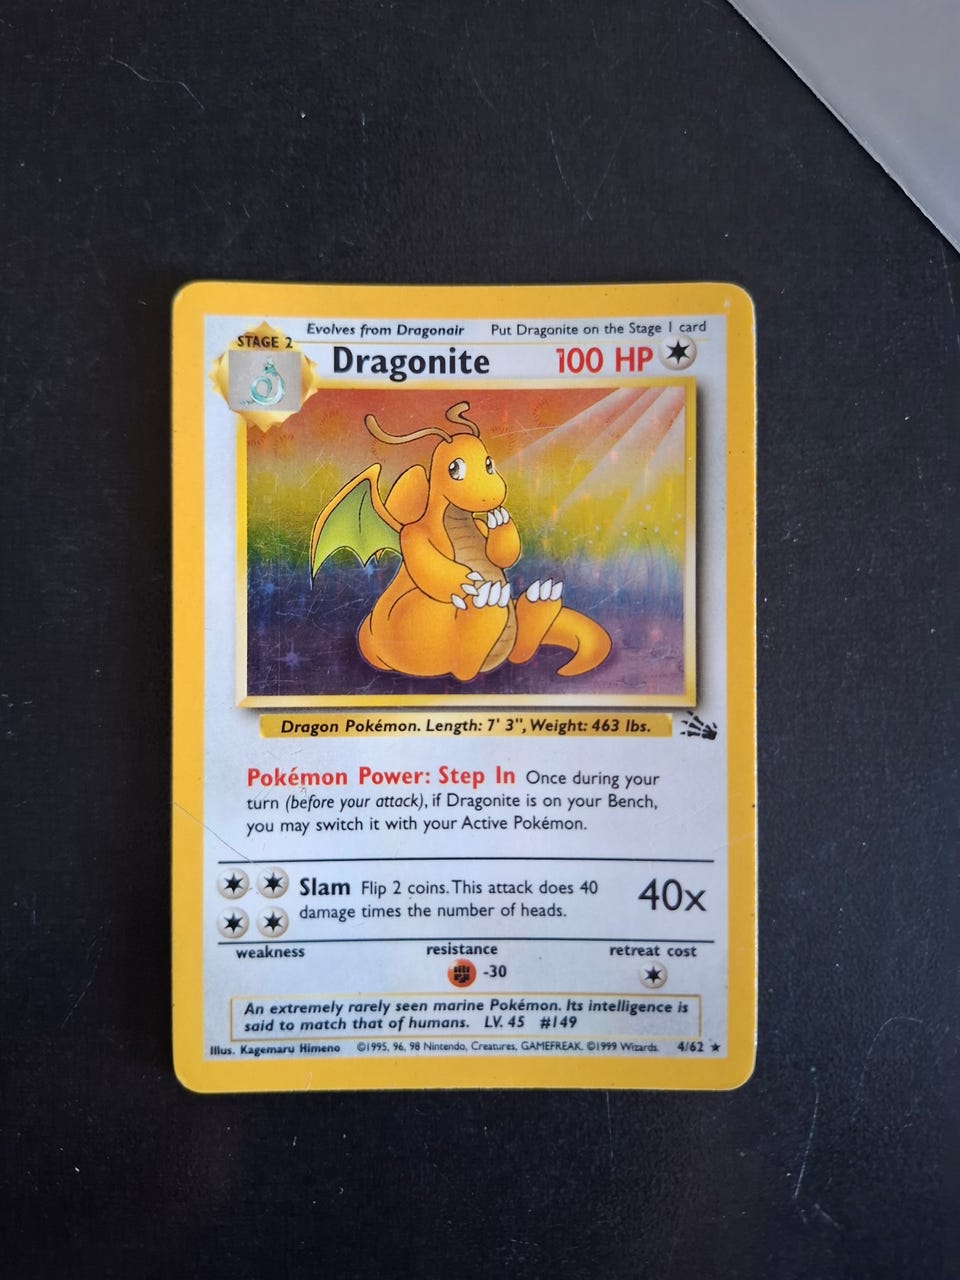 Evolves from Dragonair Put Dragonite on the Stage 1 card
STAGE 2
Dragonite 100 HP
Dragon Pokémon. Length: 7' 3", Weight: 463 lbs.
Pokémon Power: Step In Once during your
turn (before your attack), if Dragonite is on your Bench,
you may switch it with your Active Pokémon.
Slam Flip 2 coins. This attack does 40
damage times the number of heads.
40x
weakness resistance retreat cost
-30
An extremely rarely seen marine Pokémon. Its intelligence is
said to match that of humans. LV. 45 #149
Illus. Kagemaru Himeno ©1995, 96, 98 Nintendo, Creatures, GAMEFREAK. ©1999 Wizards. 4/62 ★